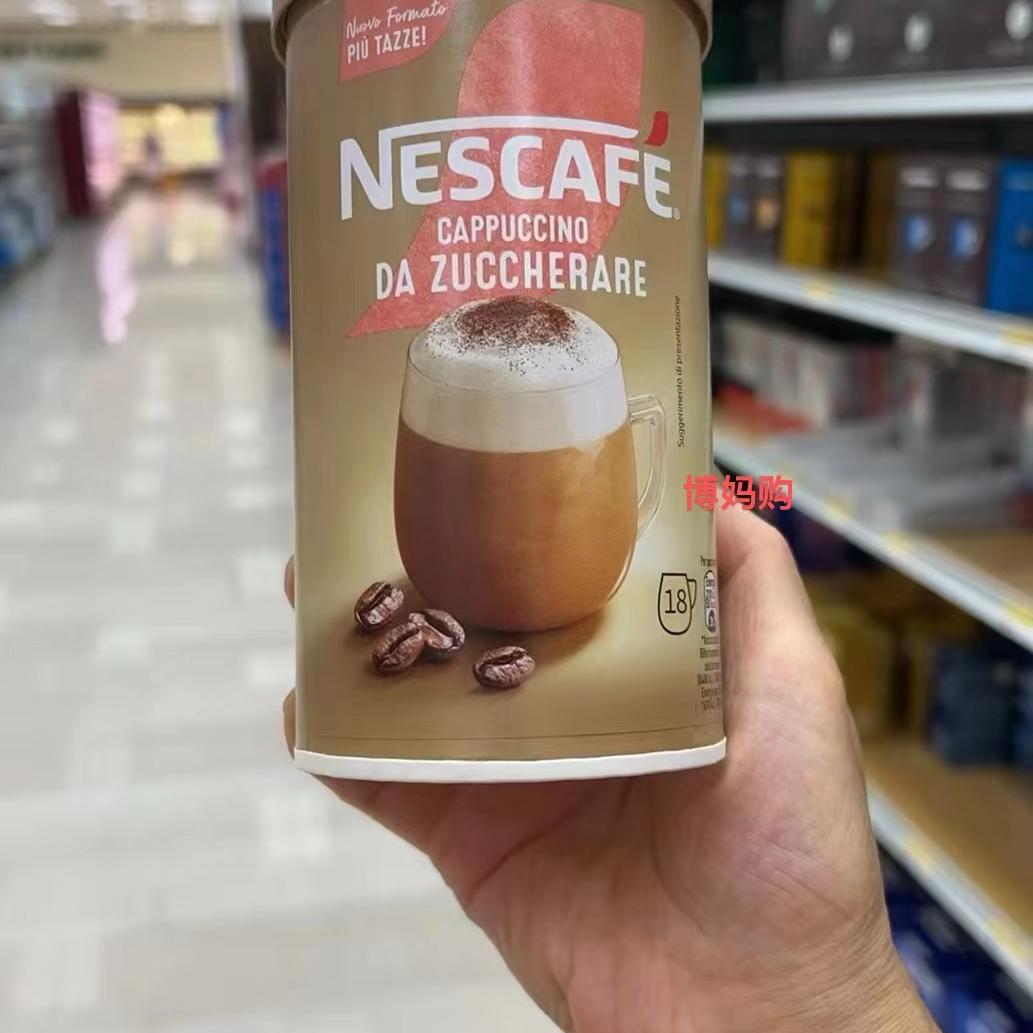 Nuovo Formato
PIÙ TAZZE!
NESCAFÉ
CAPPUCCINO
DA ZUCCHERARE
Suggerimento di presentazione
博妈购
18